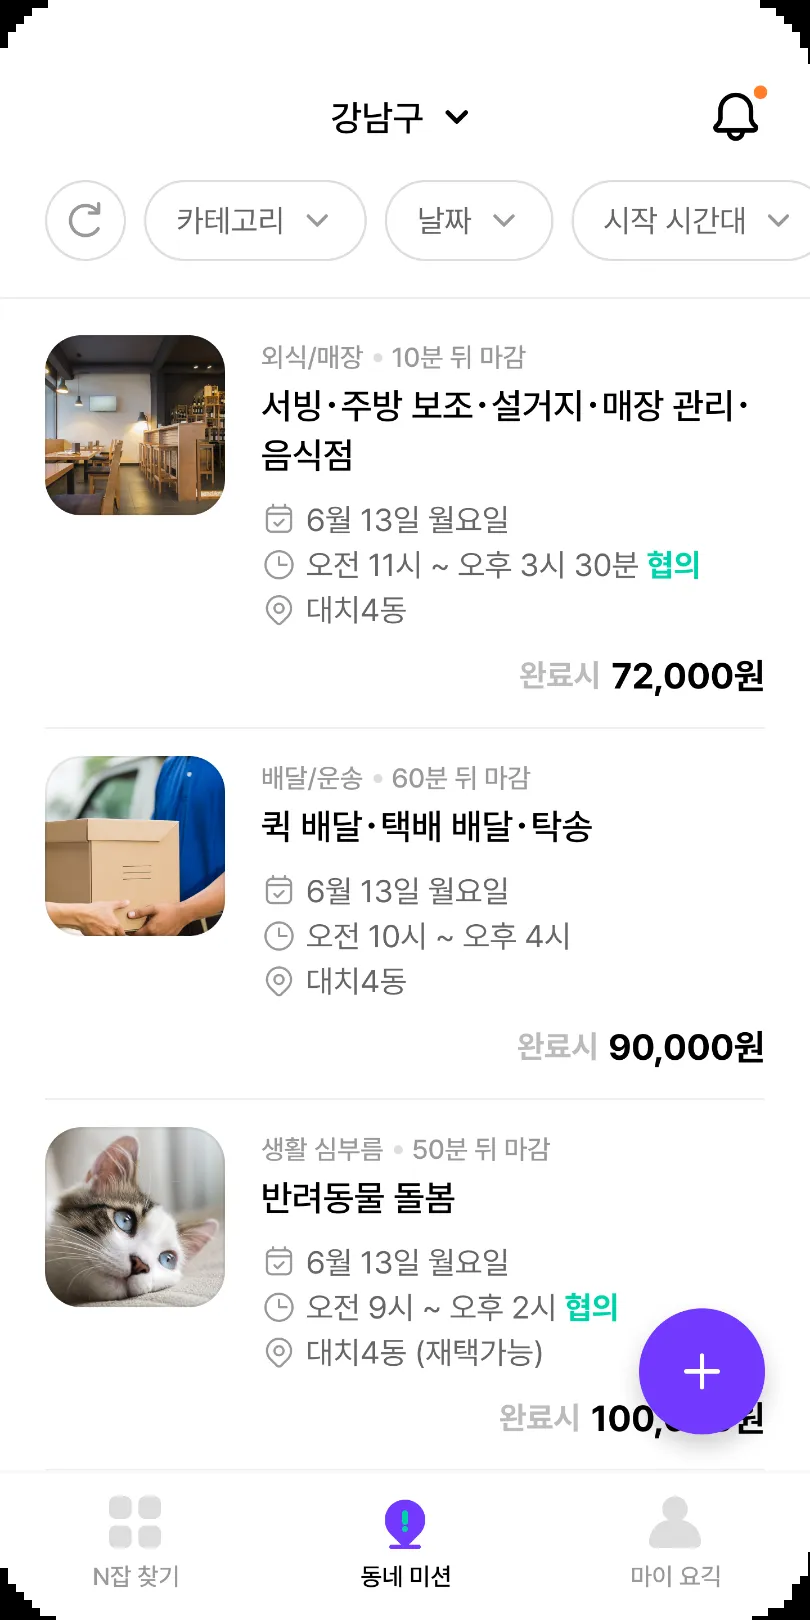 강남구
카테고리 날짜 시작 시간대
외식/매장 • 10분 뒤 마감
서빙·주방 보조·설거지·매장 관리·
음식점
6월 13일 월요일
오전 11시 ~ 오후 3시 30분 협의
대치4동
완료시 72,000원
배달/운송 • 60분 뒤 마감
퀵 배달·택배 배달·탁송
6월 13일 월요일
오전 10시 ~ 오후 4시
대치4동
완료시 90,000원
생활 심부름 • 50분 뒤 마감
반려동물 돌봄
6월 13일 월요일
오전 9시 ~ 오후 2시 협의
대치4동 (재택가능)
완료시
N잡 찾기 동네 미션 마이 요긱